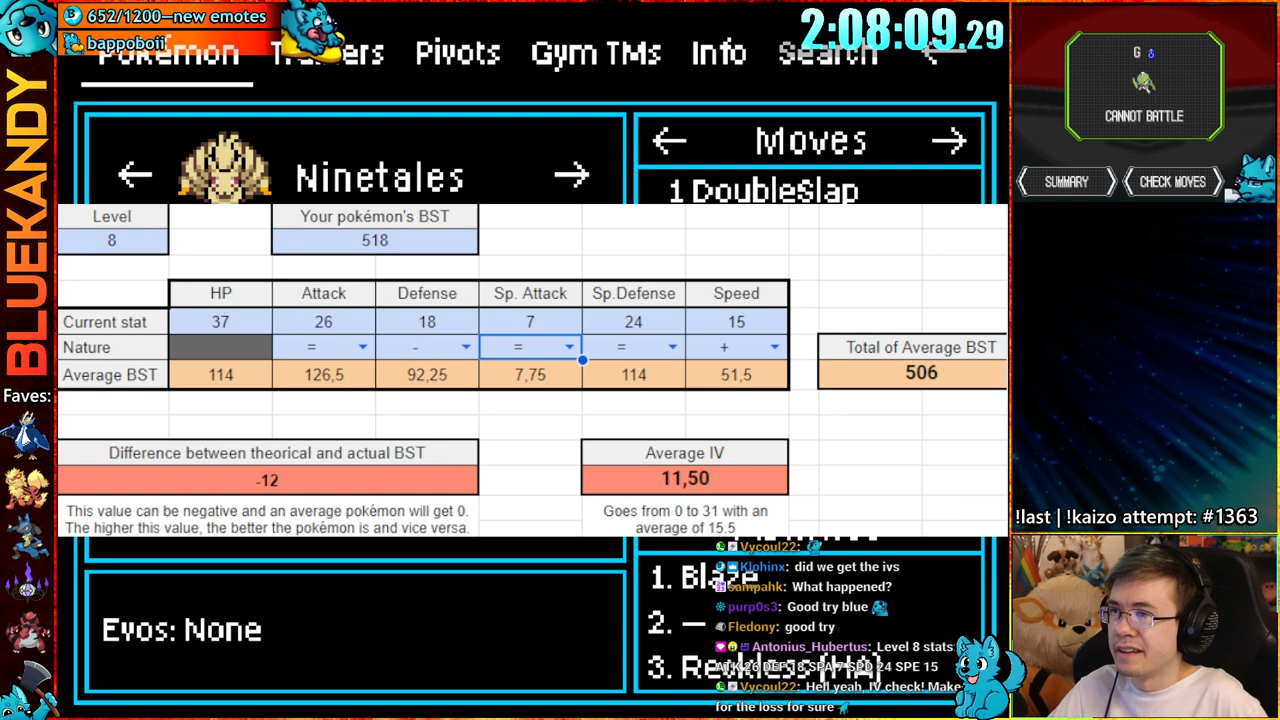 652/1200—new emotes
bappoboii
BLUEKANDY
Faves:
Pokémon Trainers Pivots Gym TMs Info Search
2:08:09.29
G 8
CANNOT BATTLE
SUMMARY
CHECK MOVES
Ninetales
Moves
1 DoubleSlap
Level
8
Your pokémon's BST
518
HP Attack Defense Sp. Attack Sp.Defense Speed
Current stat 37 26 18 7 24 15
Nature = - = = +
Average BST 114 126,5 92,25 7,75 114 51,5
Total of Average BST
506
Difference between theorical and actual BST
-12
This value can be negative and an average pokémon will get 0.
The higher this value, the better the pokémon is and vice versa.
Average IV
11,50
Goes from 0 to 31 with an
average of 15.5
Evos: None
1. Blaze
2. —
3. Reckless (HA)
Vycoul22:
Klohinx: did we get the ivs
sampahk: What happened?
purp0s3: Good try blue
Fledony: good try
Antonius_Hubertus: Level 8 stats
ATK 26 DEF 18 SPA 7 SPD 24 SPE 15
Vycoul22: Hell yeah, IV check! Make
for the loss for sure
!last | !kaizo attempt: #1363